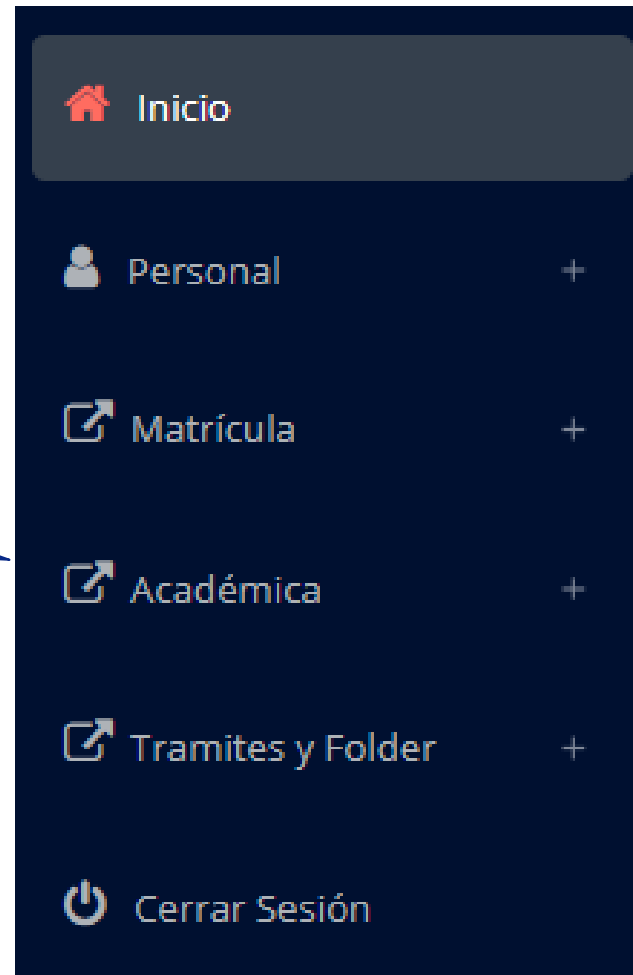 Inicio
Personal +
Matrícula +
Académica +
Tramites y Folder +
Cerrar Sesión